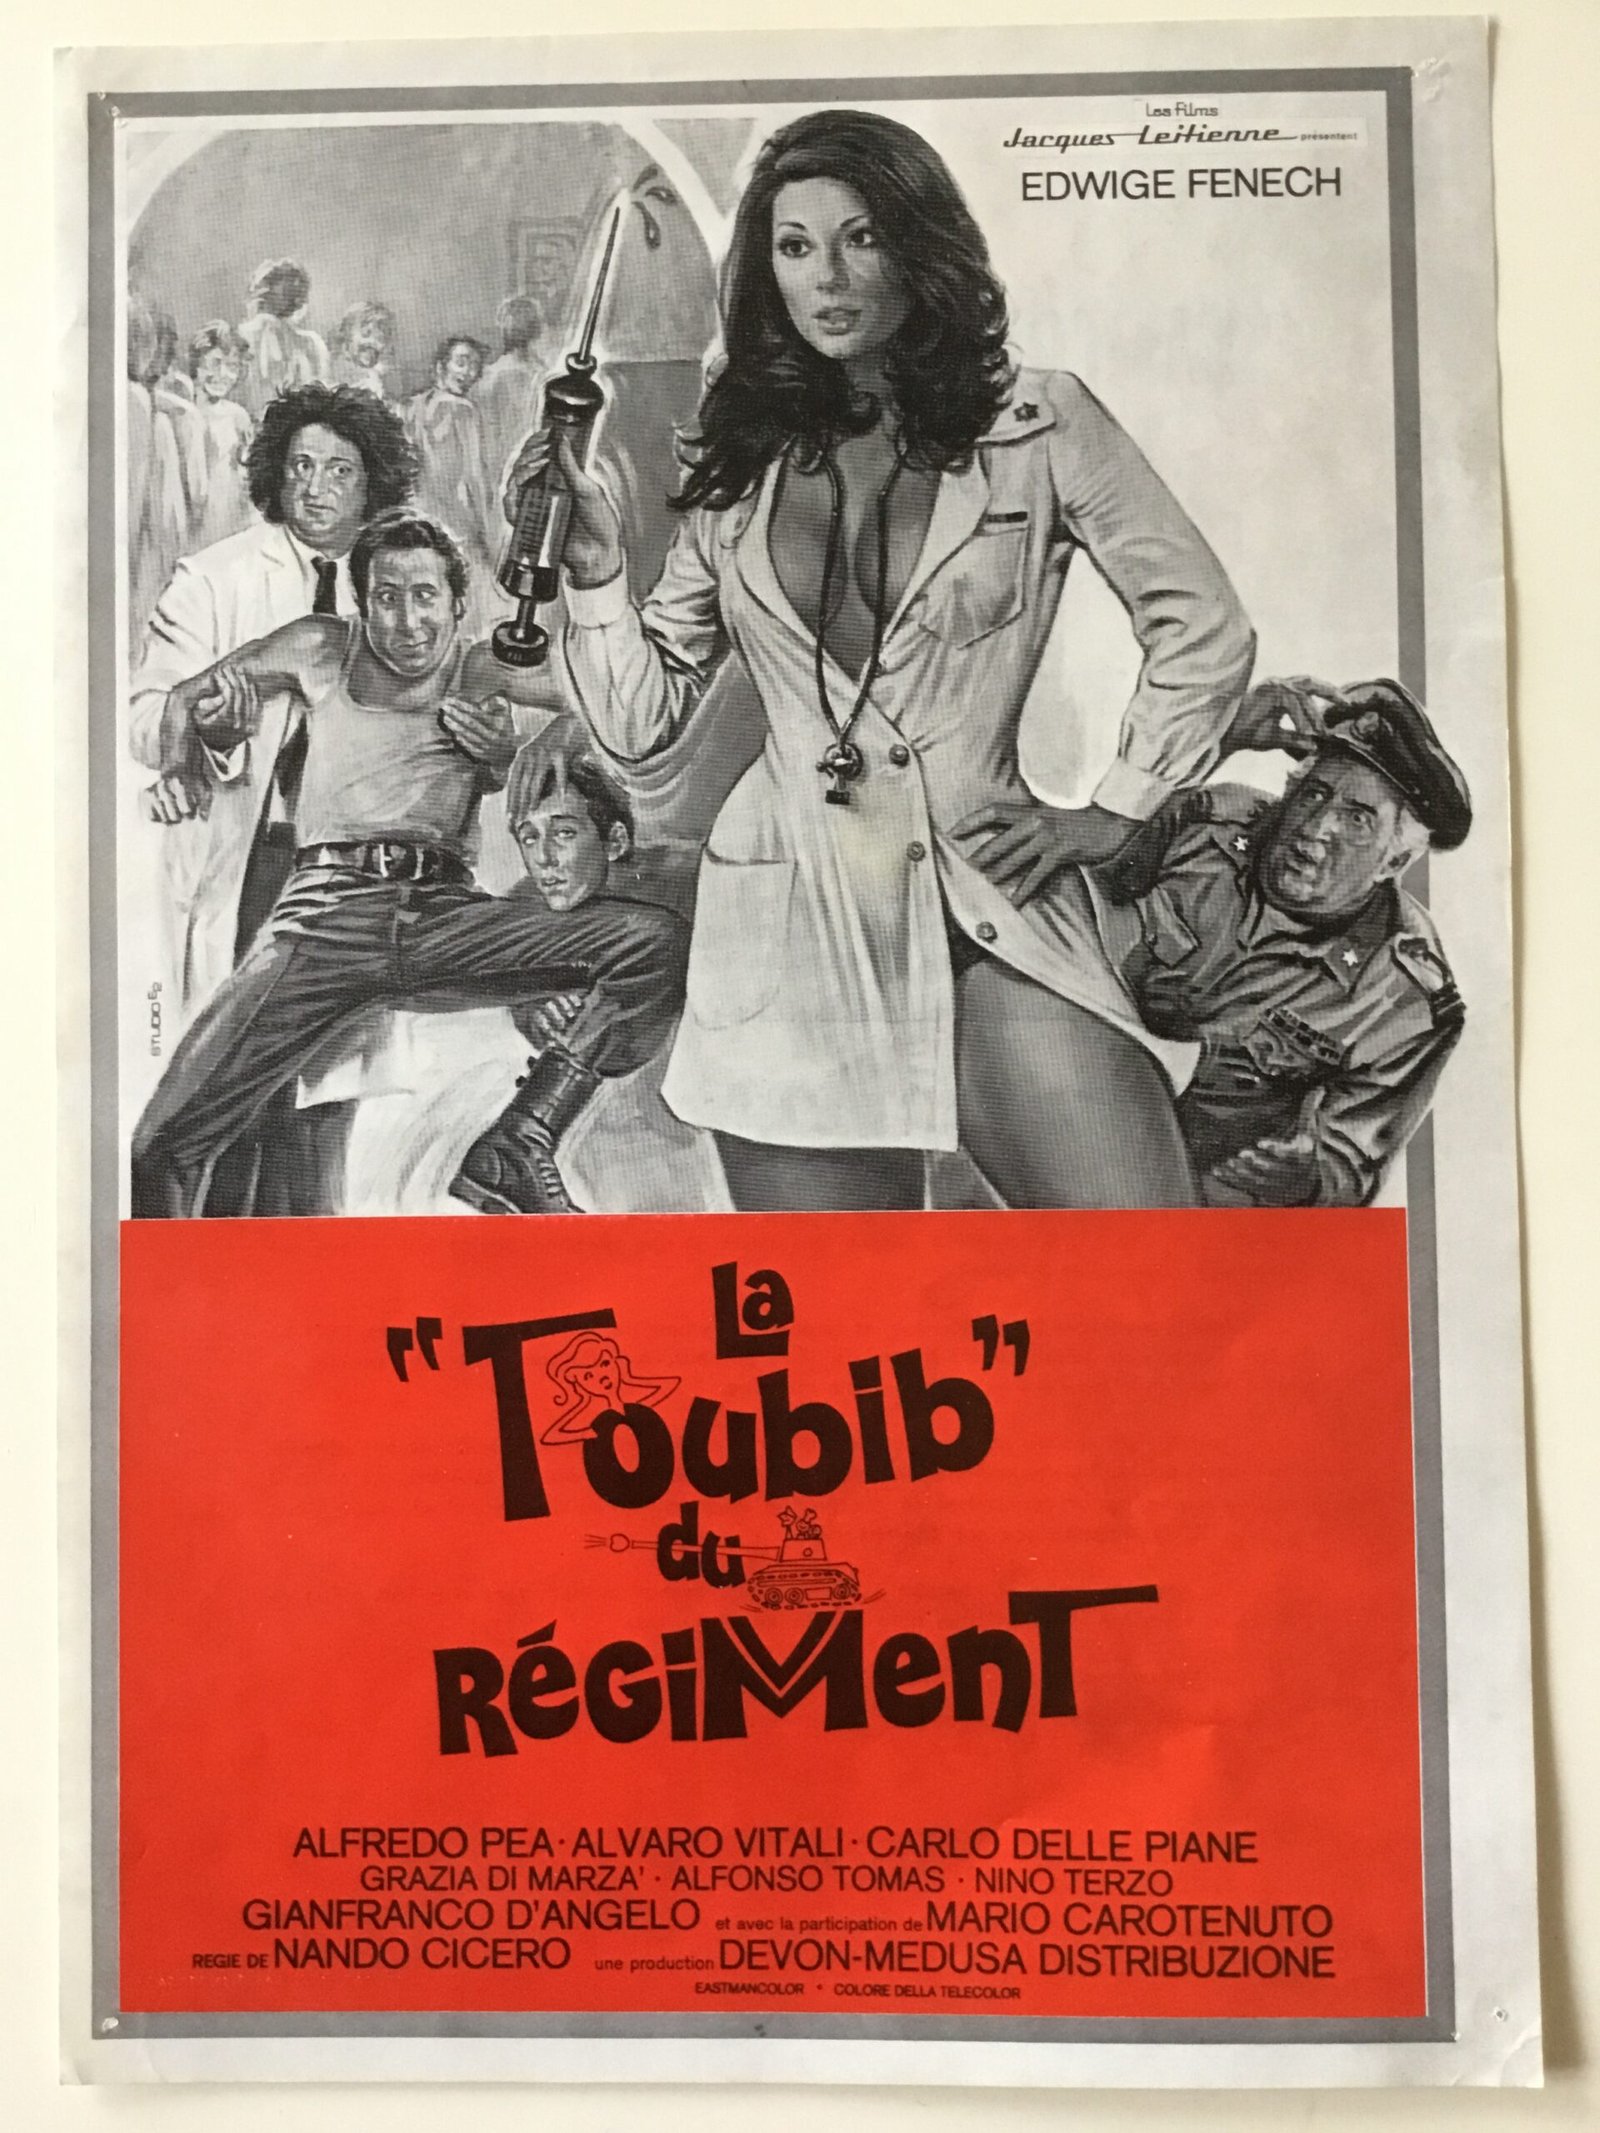 Les Films
Jacques Leitienne présentent
EDWIGE FENECH
STUDIO E2
La
"Toubib"
du
RéGiMenT
ALFREDO PEA · ALVARO VITALI · CARLO DELLE PIANE
GRAZIA DI MARZA' · ALFONSO TOMAS · NINO TERZO
GIANFRANCO D'ANGELO et avec la participation de MARIO CAROTENUTO
REGIE DE NANDO CICERO une production DEVON-MEDUSA DISTRIBUZIONE
EASTMANCOLOR • COLORE DELLA TELECOLOR